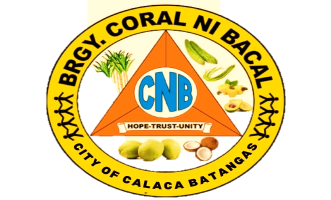 BRGY. CORAL NI BACAL
CNB
HOPE-TRUST-UNITY
CITY OF CALACA BATANGAS